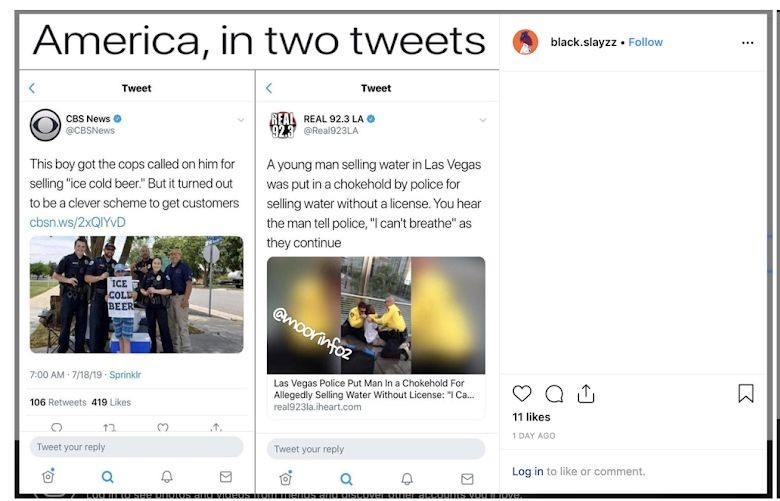 America, in two tweets
Tweet
CBS News
@CBSNews
This boy got the cops called on him for
selling "ice cold beer." But it turned out
to be a clever scheme to get customers
cbsn.ws/2xQlYvD
ICE
COLD
BEER
7:00 AM · 7/18/19 · Sprinklr
106 Retweets 419 Likes
Tweet your reply
Tweet
REAL
92.3
REAL 92.3 LA
@Real923LA
A young man selling water in Las Vegas
was put in a chokehold by police for
selling water without a license. You hear
the man tell police, "I can't breathe" as
they continue
@moorinfoz
Las Vegas Police Put Man In a Chokehold For
Allegedly Selling Water Without License: "I Ca...
real923la.iheart.com
Tweet your reply
black.slayzz • Follow
11 likes
1 DAY AGO
Log in to like or comment.
Log in to see photos and videos from friends and discover other accounts you'll love.